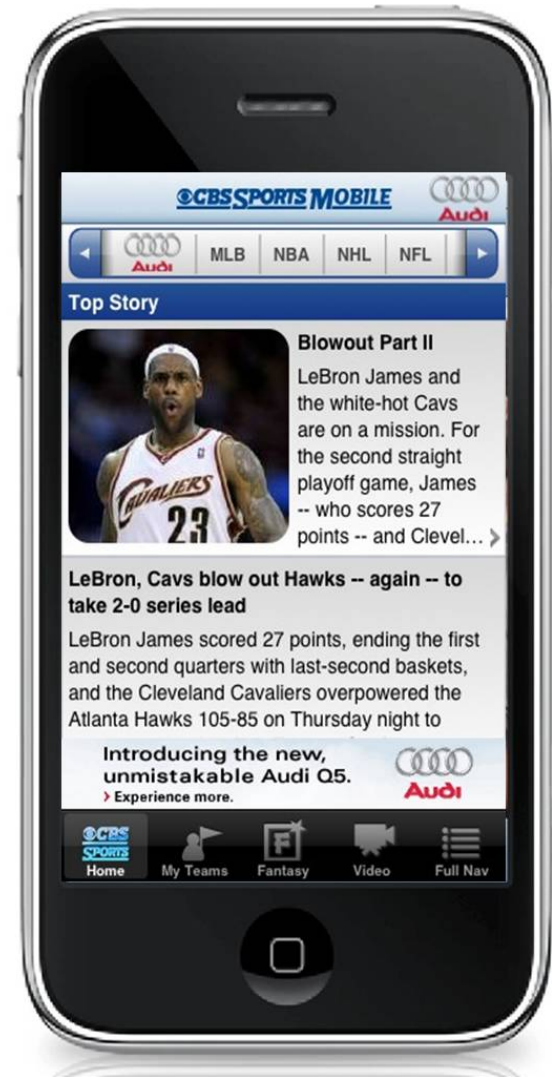 CBS SPORTS MOBILE
Audi
Audi
MLB
NBA
NHL
NFL
Top Story
CAVALIERS
23
Blowout Part II
LeBron James and
the white-hot Cavs
are on a mission. For
the second straight
playoff game, James
-- who scores 27
points -- and Clevel...
LeBron, Cavs blow out Hawks -- again -- to
take 2-0 series lead
LeBron James scored 27 points, ending the first
and second quarters with last-second baskets,
and the Cleveland Cavaliers overpowered the
Atlanta Hawks 105-85 on Thursday night to
Introducing the new,
unmistakable Audi Q5.
Experience more.
Audi
CBS
SPORTS
Home
My Teams
F
Fantasy
Video
Full Nav